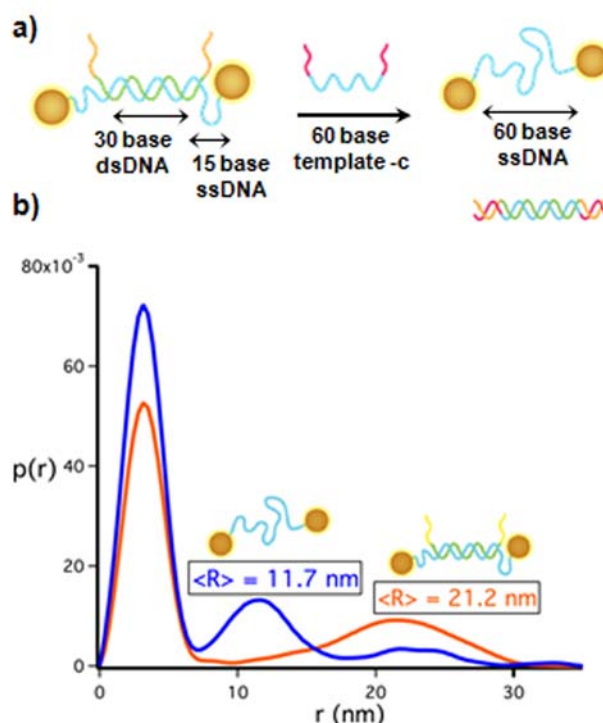 a)
30 base
dsDNA
15 base
ssDNA
60 base
template -c
60 base
ssDNA
b)
80x10⁻³
60
40
20
0
p(r)
<R> = 11.7 nm
<R> = 21.2 nm
0
10
20
30
r (nm)